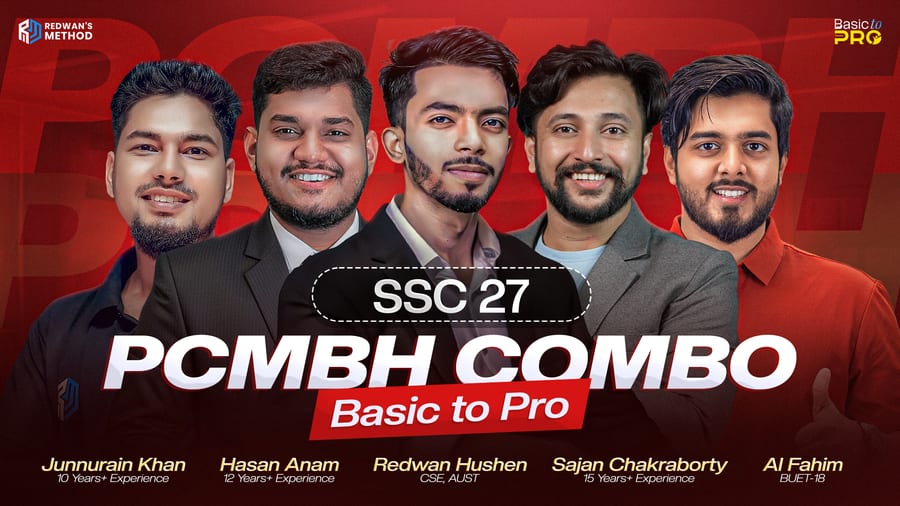 REDWAN'S
METHOD
Basic to
PRO
SSC 27
PCMBH COMBO
Basic to Pro
Junnurain Khan
10 Years+ Experience
Hasan Anam
12 Years+ Experience
Redwan Hushen
CSE, AUST
Sajan Chakraborty
15 Years+ Experience
Al Fahim
BUET-18